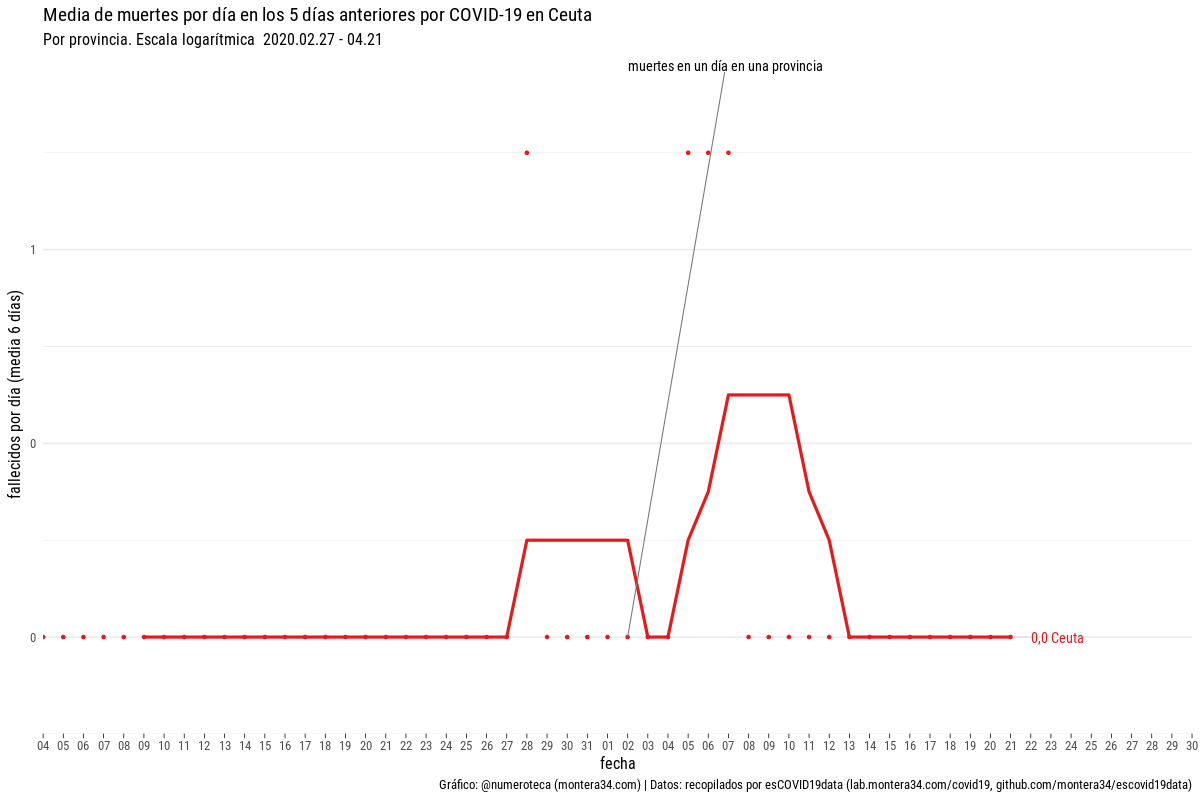 Media de muertes por día en los 5 días anteriores por COVID-19 en Ceuta
Por provincia. Escala logarítmica  2020.02.27 - 04.21
muertes en un día en una provincia
1
0
0
fallecidos por día (media 6 días)
0,0 Ceuta
04 05 06 07 08 09 10 11 12 13 14 15 16 17 18 19 20 21 22 23 24 25 26 27 28 29 30 31 01 02 03 04 05 06 07 08 09 10 11 12 13 14 15 16 17 18 19 20 21 22 23 24 25 26 27 28 29 30
fecha
Gráfico: @numeroteca (montera34.com) | Datos: recopilados por esCOVID19data (lab.montera34.com/covid19, github.com/montera34/escovid19data)